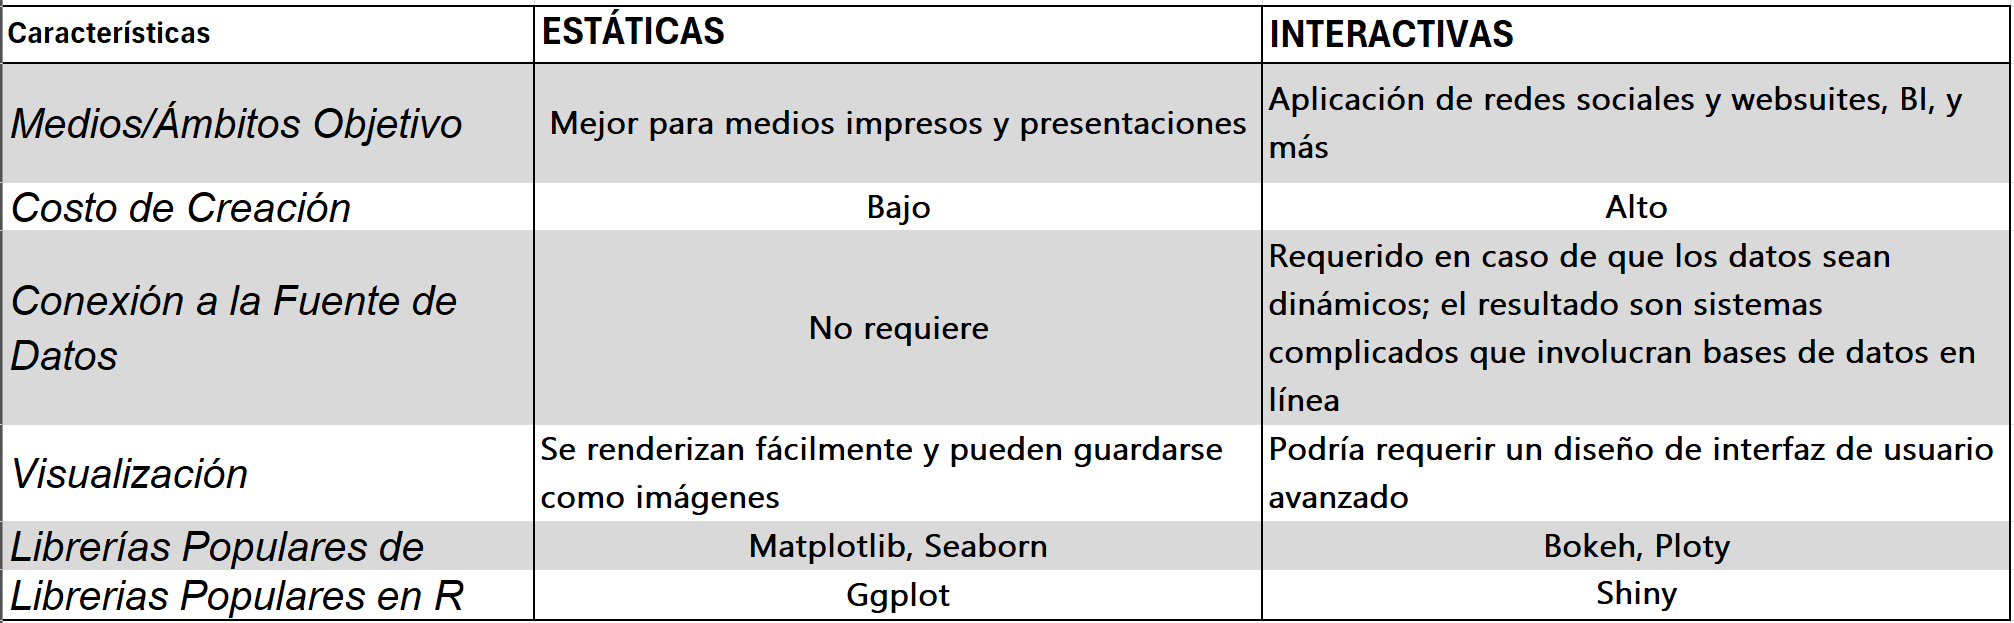 Características ESTÁTICAS INTERACTIVAS
Medios/Ámbitos Objetivo
Mejor para medios impresos y presentaciones
Aplicación de redes sociales y websuites, BI, y
más
Costo de Creación
Bajo
Alto
Conexión a la Fuente de
Datos
No requiere
Requerido en caso de que los datos sean
dinámicos; el resultado son sistemas
complicados que involucran bases de datos en
línea
Visualización
Se renderizan fácilmente y pueden guardarse
como imágenes
Podría requerir un diseño de interfaz de usuario
avanzado
Librerías Populares de
Matplotlib, Seaborn
Bokeh, Ploty
Librerias Populares en R
Ggplot
Shiny